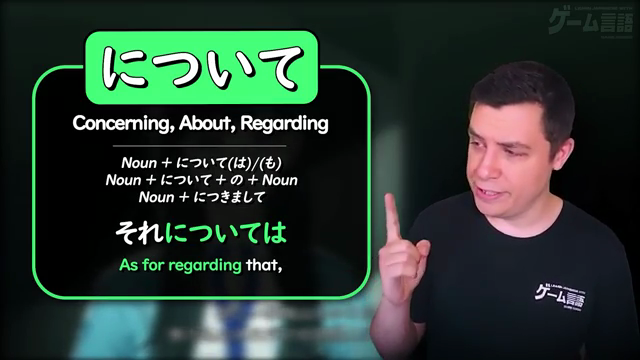 ゲーム言語
について
Concerning, About, Regarding
Noun + について(は)/(も)
Noun + について + の + Noun
Noun + につきまして
それについては
As for regarding that,
ゲーム言語